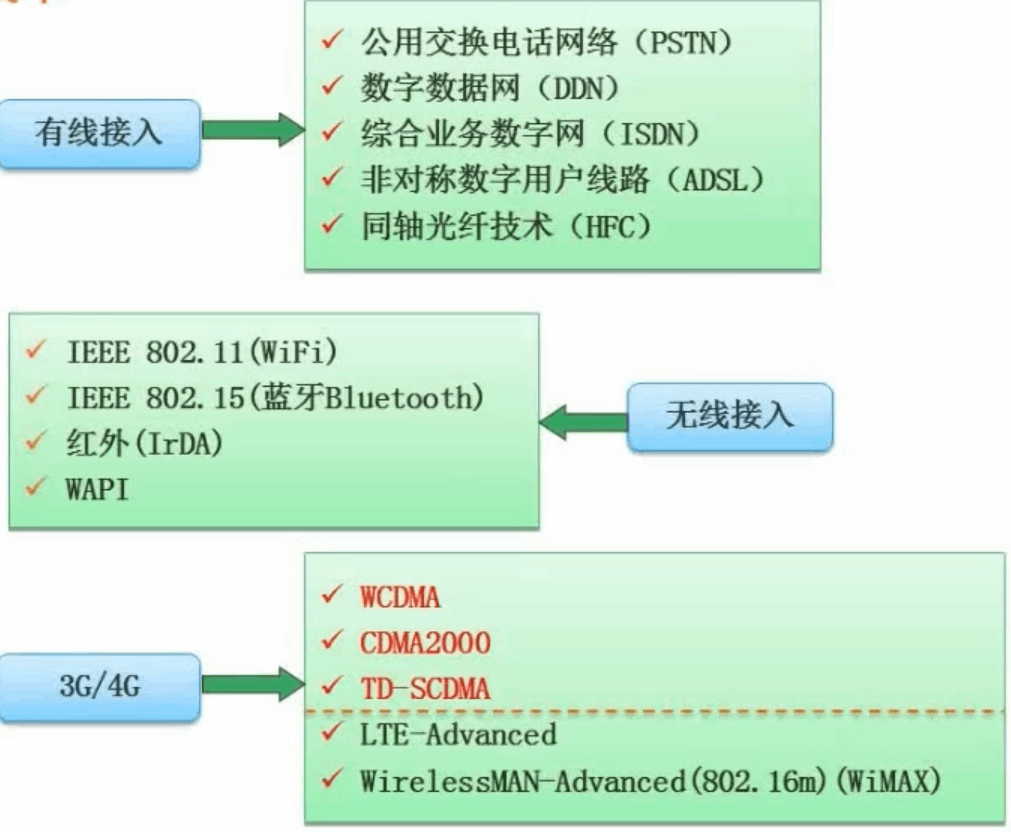 有线接入
公用交换电话网络（PSTN）
数字数据网（DDN）
综合业务数字网（ISDN）
非对称数字用户线路（ADSL）
同轴光纤技术（HFC）
IEEE 802.11(WiFi)
IEEE 802.15(蓝牙Bluetooth)
红外(IrDA)
WAPI
无线接入
3G/4G
WCDMA
CDMA2000
TD-SCDMA
LTE-Advanced
WirelessMAN-Advanced(802.16m)(WiMAX)